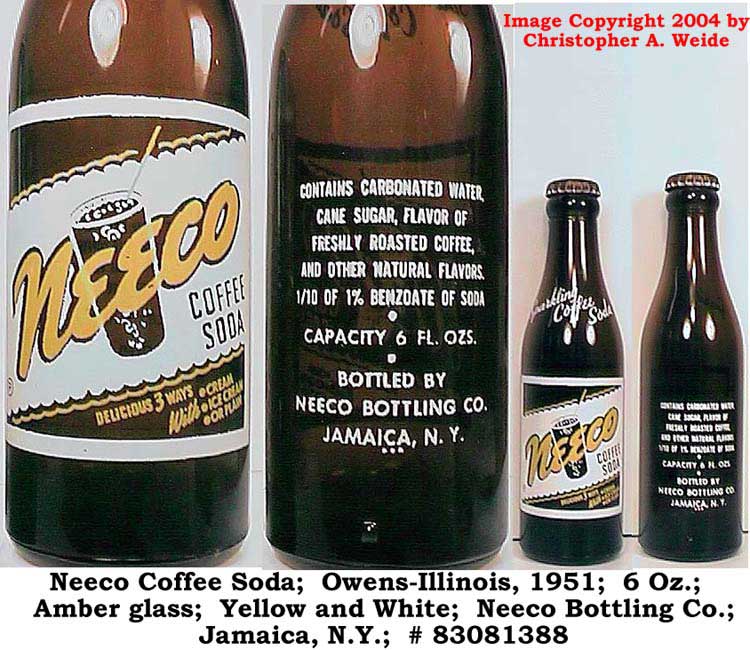 Image Copyright 2004 by
Christopher A. Weide
NEECO
COFFEE
SODA
DELICIOUS 3 WAYS
With • CREAM
• ICE CREAM
• OR PLAIN
CONTAINS CARBONATED WATER,
CANE SUGAR, FLAVOR OF
FRESHLY ROASTED COFFEE,
AND OTHER NATURAL FLAVORS.
1/10 OF 1% BENZOATE OF SODA
CAPACITY 6 FL. OZS.
BOTTLED BY
NEECO BOTTLING CO.
JAMAICA, N. Y.
Sparkling
Coffee Soda
NEECO
COFFEE
SODA
DELICIOUS 3 WAYS
CONTAINS CARBONATED WATER,
CANE SUGAR, FLAVOR OF
FRESHLY ROASTED COFFEE,
AND OTHER NATURAL FLAVORS.
1/10 OF 1% BENZOATE OF SODA
CAPACITY 6 FL. OZS.
BOTTLED BY
NEECO BOTTLING CO.
JAMAICA, N. Y.
Neeco Coffee Soda; Owens-Illinois, 1951; 6 Oz.;
Amber glass; Yellow and White; Neeco Bottling Co.;
Jamaica, N.Y.; # 83081388